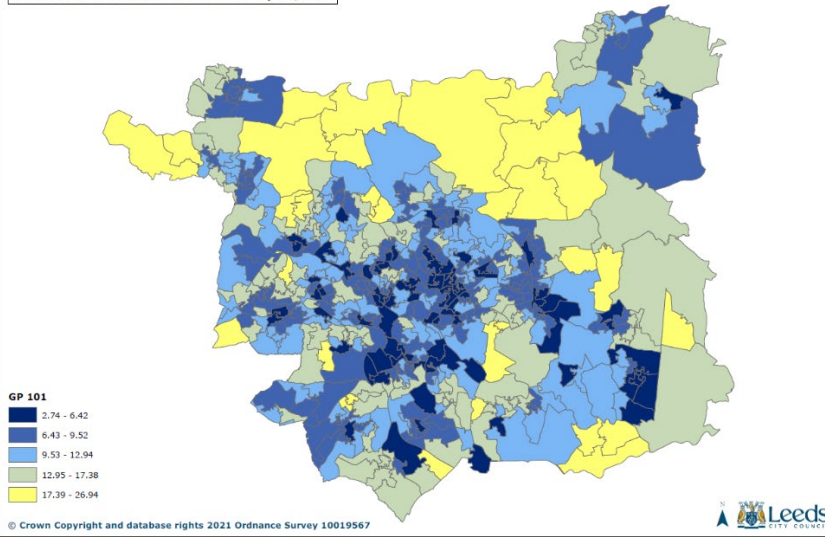 GP 101
2.74 - 6.42
6.43 - 9.52
9.53 - 12.94
12.95 - 17.38
17.39 - 26.94
© Crown Copyright and database rights 2021 Ordnance Survey 10019567
Leeds
CITY COUNCIL